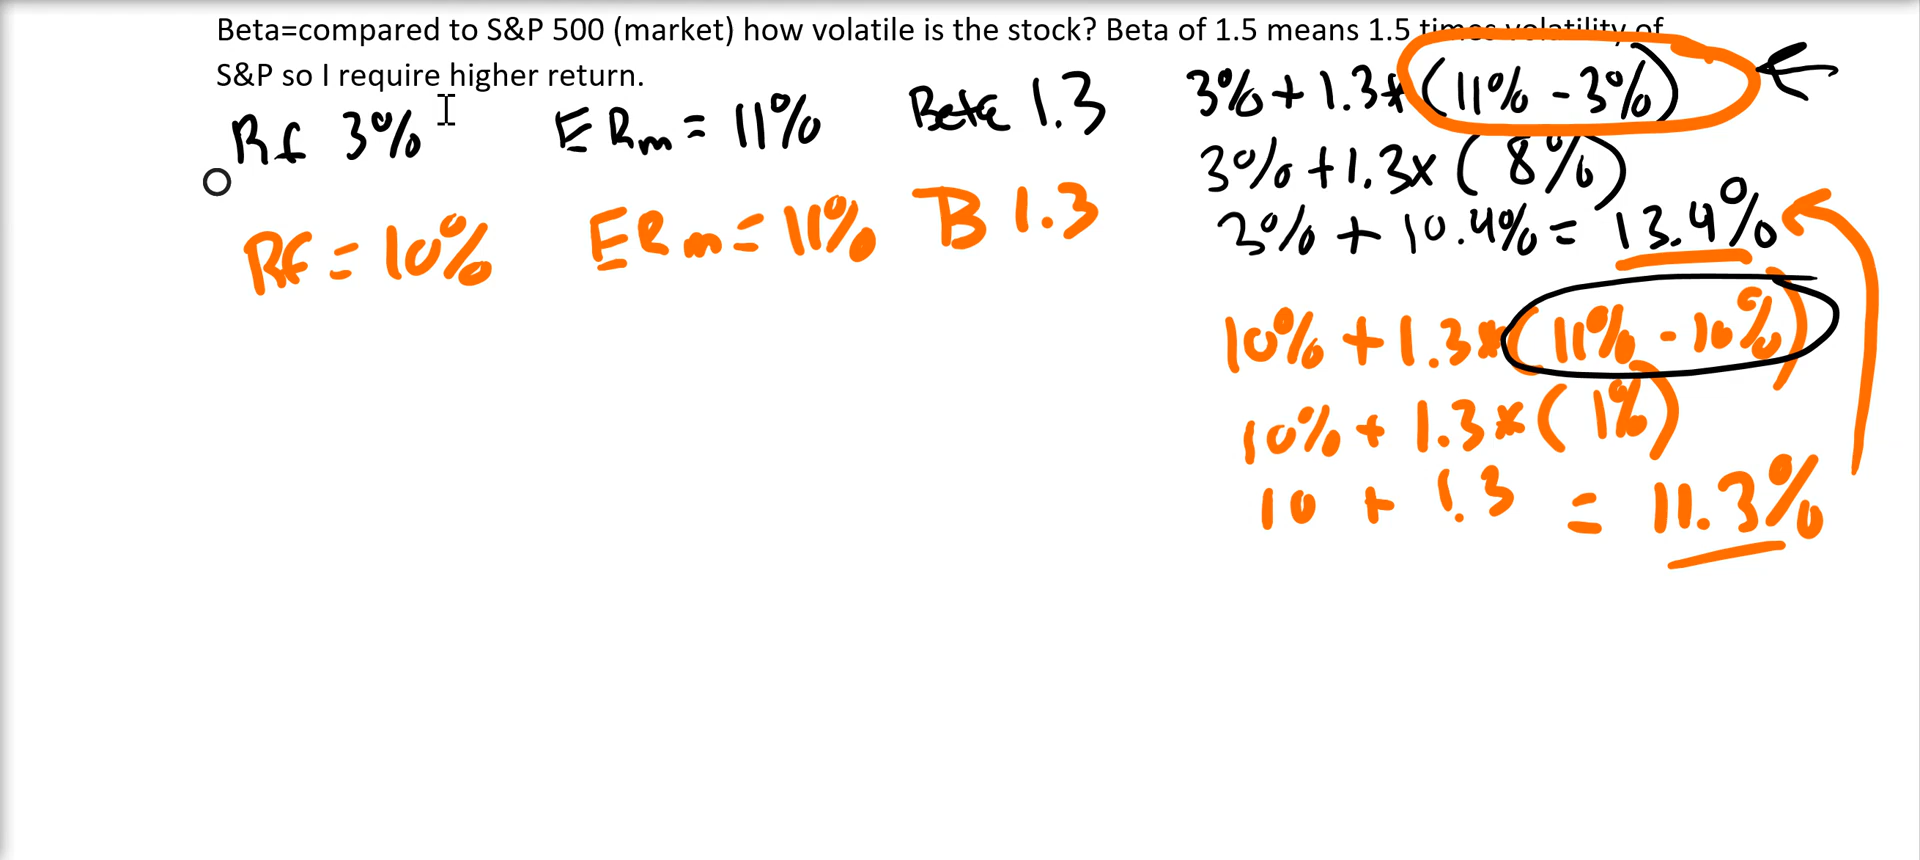 Beta=compared to S&P 500 (market) how volatile is the stock? Beta of 1.5 means 1.5 times volatility of
S&P so I require higher return.
Rf 3% ERm = 11% Beta 1.3
3% + 1.3* (11% - 3%)
3% + 1.3x (8%)
3% + 10.4% = 13.4%
Rf = 10% ERm = 11% B 1.3
10% + 1.3* (11% - 10%)
10% + 1.3* (1%)
10 + 1.3 = 11.3%